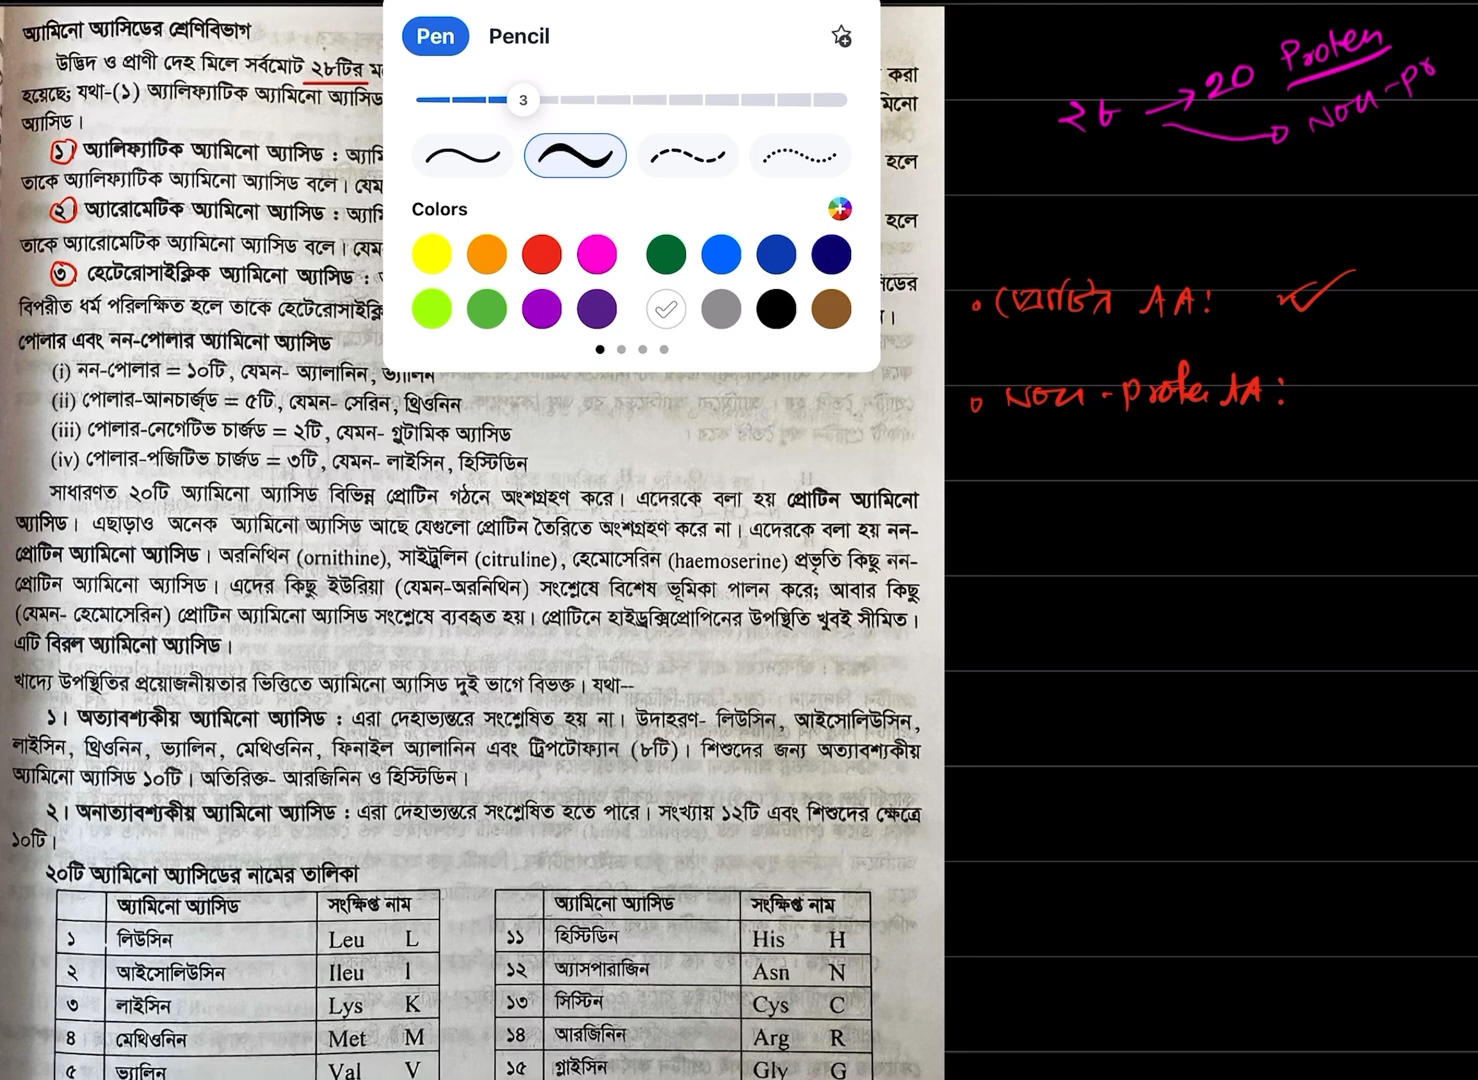 অ্যামিনো অ্যাসিডের শ্রেণিবিভাগ
উদ্ভিদ ও প্রাণী দেহ মিলে সর্বমোট ২৮টির ম
করা
হয়েছে; যথা-(১) অ্যালিফ্যাটিক অ্যামিনো অ্যাসিড
মিনো
অ্যাসিড।
১। অ্যালিফ্যাটিক অ্যামিনো অ্যাসিড : অ্যামি
হলে
তাকে অ্যালিফ্যাটিক অ্যামিনো অ্যাসিড বলে। যেম
২। অ্যারোমেটিক অ্যামিনো অ্যাসিড : অ্যামি
হলে
তাকে অ্যারোমেটিক অ্যামিনো অ্যাসিড বলে। যেম
৩। হেটেরোসাইক্লিক অ্যামিনো অ্যাসিড :
সিডের
বিপরীত ধর্ম পরিলক্ষিত হলে তাকে হেটেরোসাইক্লি
।
পোলার এবং নন-পোলার অ্যামিনো অ্যাসিড
(i) নন-পোলার = ১০টি, যেমন- অ্যালানিন, ভ্যালিন
(ii) পোলার-আনচার্জ্ড = ৫টি, যেমন- সেরিন, থ্রিওনিন
(iii) পোলার-নেগেটিভ চার্জড = ২টি, যেমন- গ্লুটামিক অ্যাসিড
(iv) পোলার-পজিটিভ চার্জড = ৩টি, যেমন- লাইসিন, হিস্টিডিন
সাধারণত ২০টি অ্যামিনো অ্যাসিড বিভিন্ন প্রোটিন গঠনে অংশগ্রহণ করে। এদেরকে বলা হয় প্রোটিন অ্যামিনো
অ্যাসিড। এছাড়াও অনেক অ্যামিনো অ্যাসিড আছে যেগুলো প্রোটিন তৈরিতে অংশগ্রহণ করে না। এদেরকে বলা হয় নন-
প্রোটিন অ্যামিনো অ্যাসিড। অরনিথিন (ornithine), সাইট্রুলিন (citruline), হেমোসেরিন (haemoserine) প্রভৃতি কিছু নন-
প্রোটিন অ্যামিনো অ্যাসিড। এদের কিছু ইউরিয়া (যেমন-অরনিথিন) সংশ্লেষে বিশেষ ভূমিকা পালন করে; আবার কিছু
(যেমন- হেমোসেরিন) প্রোটিন অ্যামিনো অ্যাসিড সংশ্লেষে ব্যবহৃত হয়। প্রোটিনে হাইড্রক্সিপ্রোপিনের উপস্থিতি খুবই সীমিত।
এটি বিরল অ্যামিনো অ্যাসিড।
খাদ্যে উপস্থিতির প্রয়োজনীয়তার ভিত্তিতে অ্যামিনো অ্যাসিড দুই ভাগে বিভক্ত। যথা--
১। অত্যাবশ্যকীয় অ্যামিনো অ্যাসিড : এরা দেহাভ্যন্তরে সংশ্লেষিত হয় না। উদাহরণ- লিউসিন, আইসোলিউসিন,
লাইসিন, থ্রিওনিন, ভ্যালিন, মেথিওনিন, ফিনাইল অ্যালানিন এবং ট্রিপটোফ্যান (৮টি)। শিশুদের জন্য অত্যাবশ্যকীয়
অ্যামিনো অ্যাসিড ১০টি। অতিরিক্ত- আরজিনিন ও হিস্টিডিন।
২। অনাত্যাবশ্যকীয় অ্যামিনো অ্যাসিড : এরা দেহাভ্যন্তরে সংশ্লেষিত হতে পারে। সংখ্যায় ১২টি এবং শিশুদের ক্ষেত্রে
১০টি।
২০টি অ্যামিনো অ্যাসিডের নামের তালিকা
অ্যামিনো অ্যাসিড সংক্ষিপ্ত নাম অ্যামিনো অ্যাসিড সংক্ষিপ্ত নাম
১ লিউসিন Leu L ১১ হিস্টিডিন His H
২ আইসোলিউসিন Ileu I ১২ অ্যাসপারাজিন Asn N
৩ লাইসিন Lys K ১৩ সিস্টিন Cys C
৪ মেথিওনিন Met M ১৪ আরজিনিন Arg R
৫ ভ্যালিন Val V ১৫ গ্লাইসিন Gly G
Pen Pencil
3
Colors
২৮ → 20 Protein
Non-pr
প্রোটিন AA:
Non-protein AA: